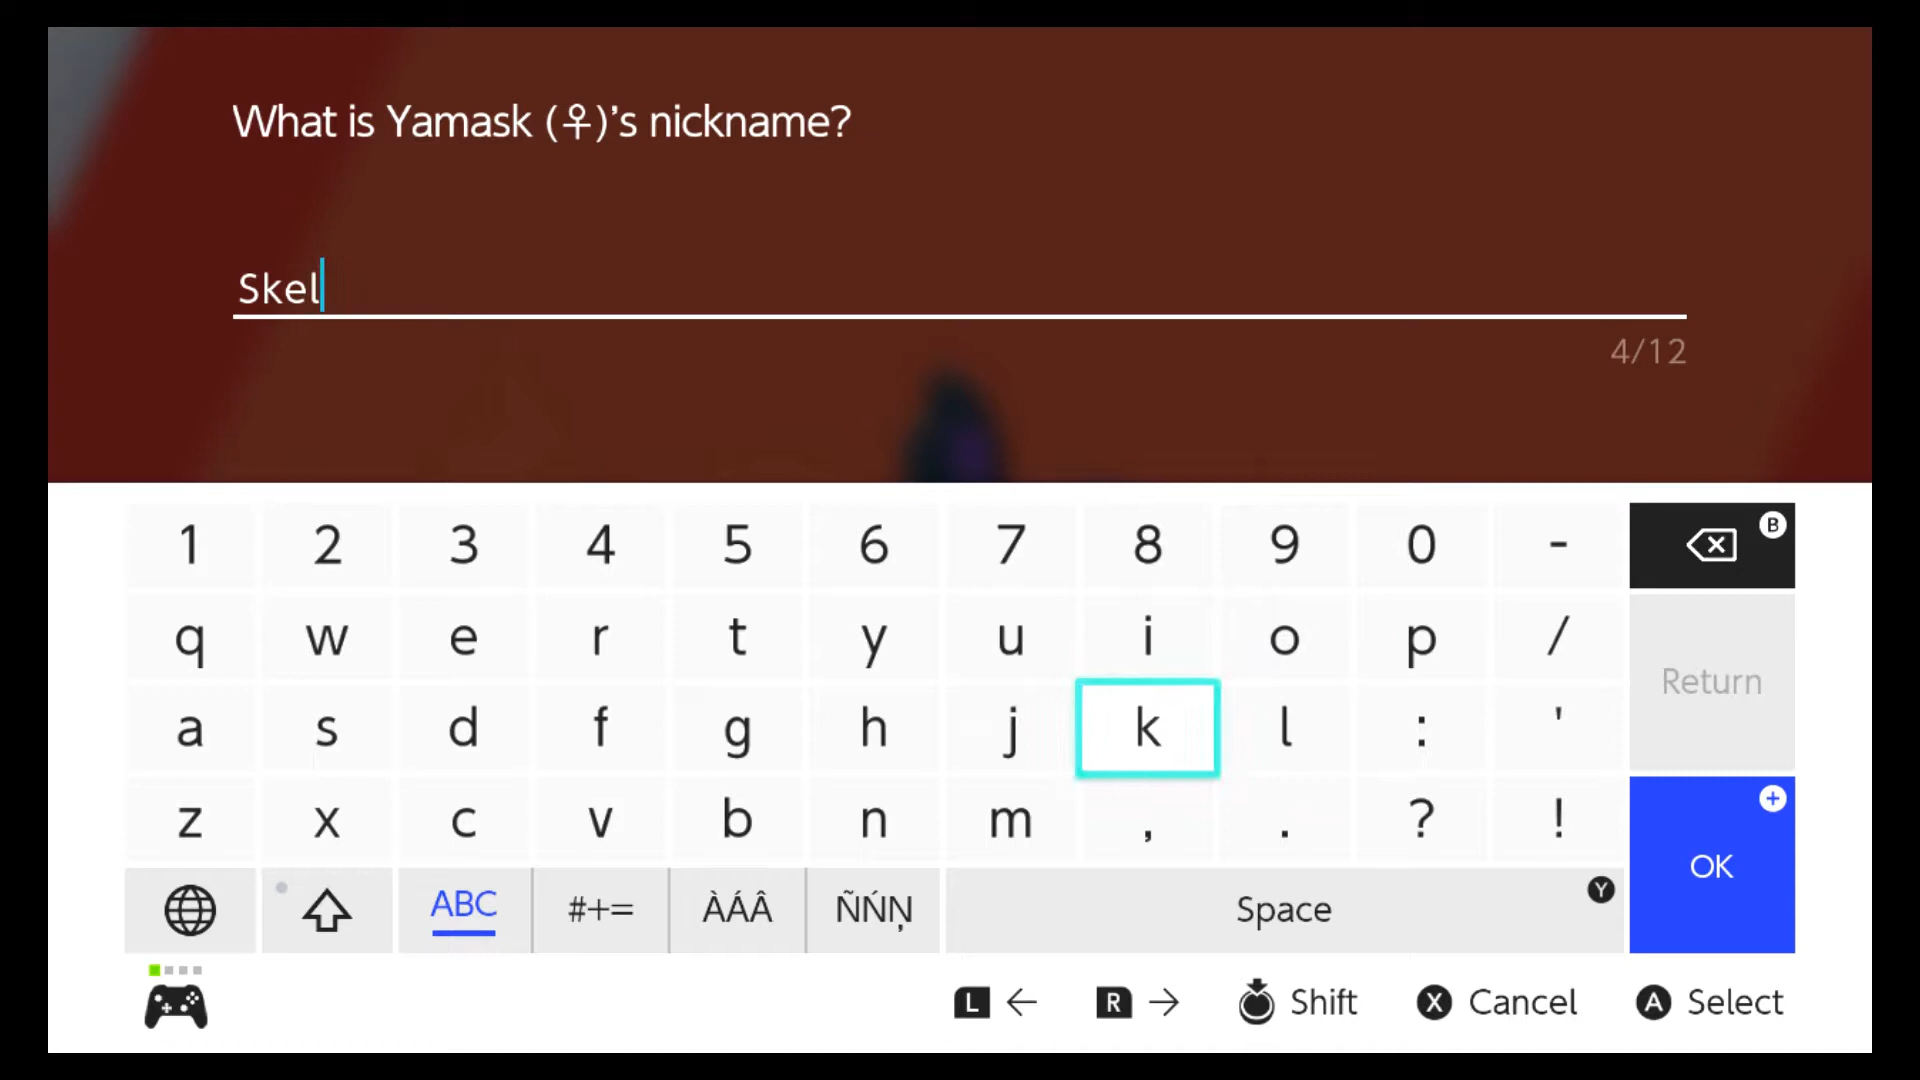 What is Yamask (♀)'s nickname?
Skel
4/12
1 2 3 4 5 6 7 8 9 0 - B
q w e r t y u i o p /
Return
a s d f g h j k l : '
z x c v b n m , . ? ! +
OK
ABC #+= ÀÁÂ ÑŃŅ Space Y
L ← R → Shift X Cancel A Select